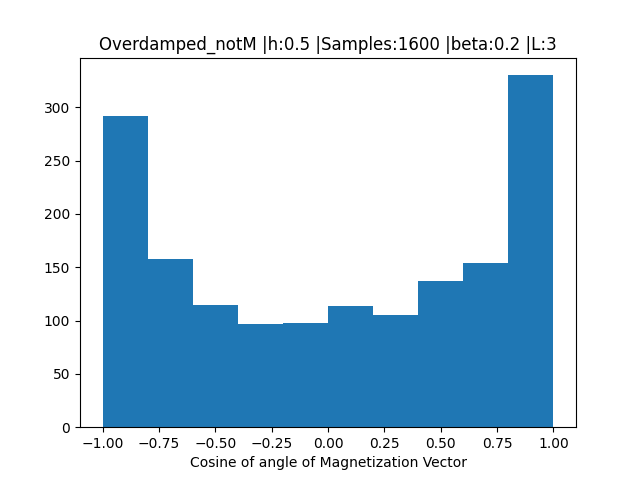 Overdamped_notM |h:0.5 |Samples:1600 |beta:0.2 |L:3
300
250
200
150
100
50
0
−1.00 −0.75 −0.50 −0.25 0.00 0.25 0.50 0.75 1.00
Cosine of angle of Magnetization Vector